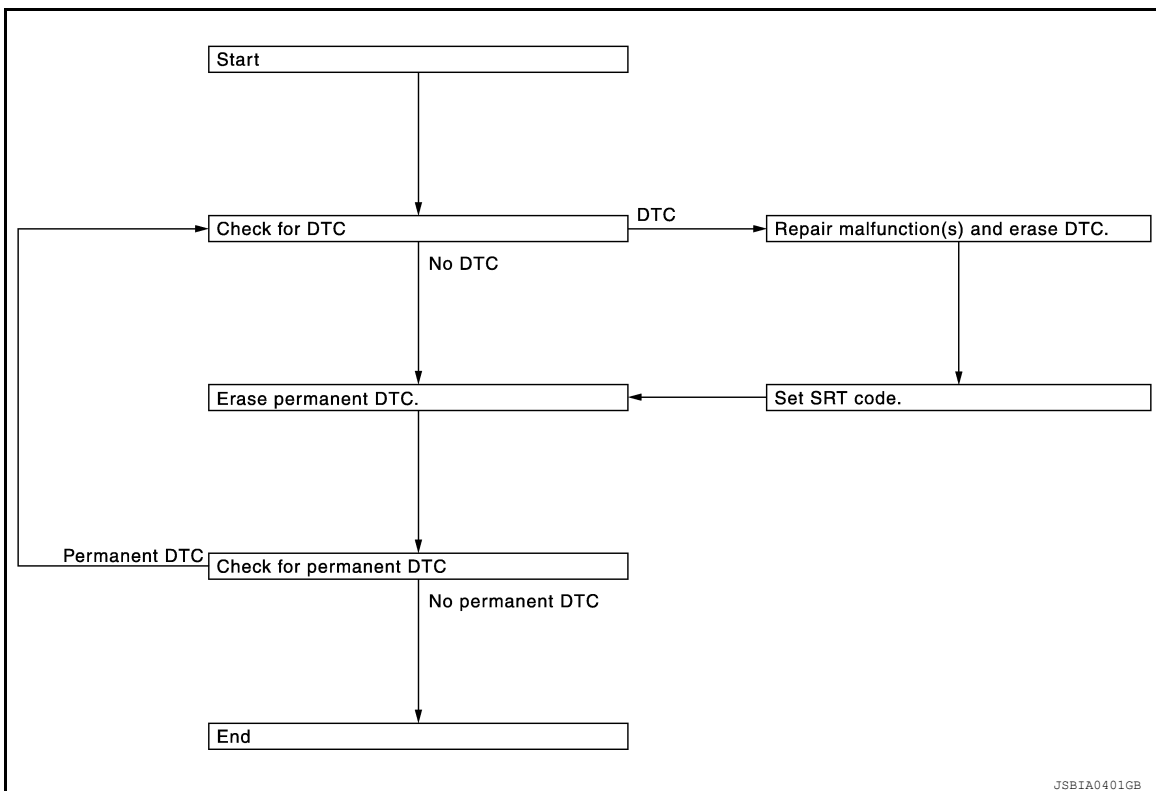 Start
Check for DTC
DTC
Repair malfunction(s) and erase DTC.
No DTC
Erase permanent DTC.
Set SRT code.
Permanent DTC
Check for permanent DTC
No permanent DTC
End
JSBIA0401GB